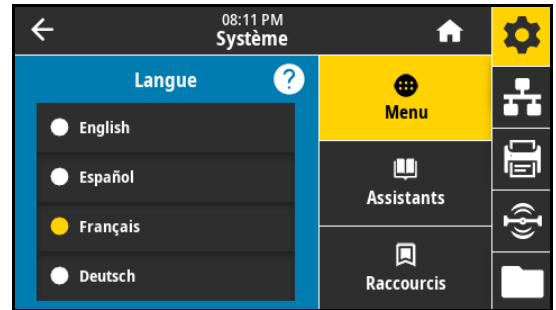 08:11 PM
Système
Langue
?
English
Español
Français
Deutsch
Menu
Assistants
Raccourcis